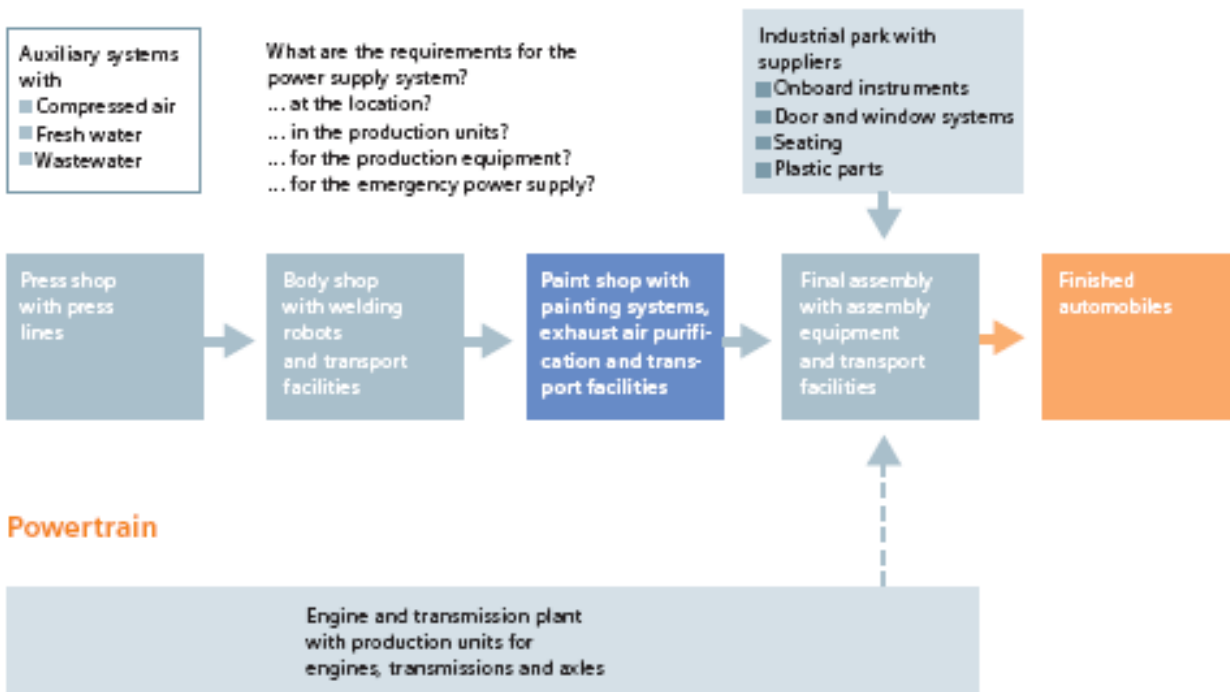 Auxiliary systems
with
Compressed air
Fresh water
Wastewater
What are the requirements for the
power supply system?
... at the location?
... in the production units?
... for the production equipment?
... for the emergency power supply?
Industrial park with
suppliers
Onboard instruments
Door and window systems
Seating
Plastic parts
Press shop
with press
lines
Body shop
with welding
robots
and transport
facilities
Paint shop with
painting systems,
exhaust air purifi-
cation and trans-
port facilities
Final assembly
with assembly
equipment
and transport
facilities
Finished
automobiles
Powertrain
Engine and transmission plant
with production units for
engines, transmissions and axles